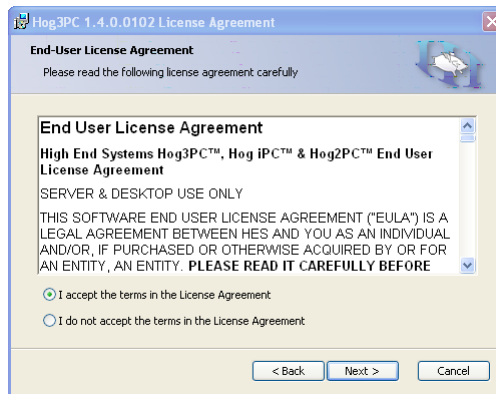 Hog3PC 1.4.0.0102 License Agreement
End-User License Agreement
Please read the following license agreement carefully
End User License Agreement
High End Systems Hog3PC™, Hog iPC™ & Hog2PC™ End User
License Agreement
SERVER & DESKTOP USE ONLY
THIS SOFTWARE END USER LICENSE AGREEMENT ("EULA") IS A
LEGAL AGREEMENT BETWEEN HES AND YOU AS AN INDIVIDUAL
AND/OR, IF PURCHASED OR OTHERWISE ACQUIRED BY OR FOR
AN ENTITY, AN ENTITY. PLEASE READ IT CAREFULLY BEFORE
I accept the terms in the License Agreement
I do not accept the terms in the License Agreement
< Back Next > Cancel